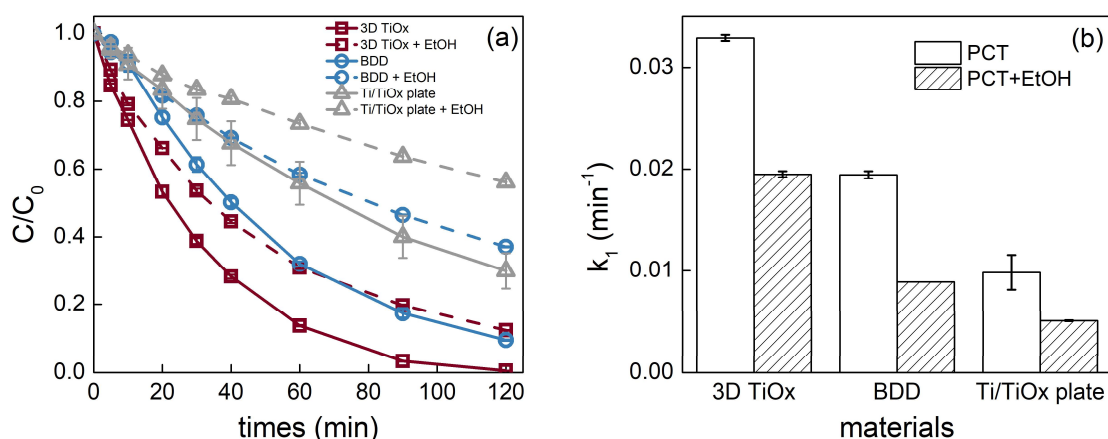 (a)
3D TiOx
3D TiOx + EtOH
BDD
BDD + EtOH
Ti/TiOx plate
Ti/TiOx plate + EtOH
1.0
0.8
0.6
0.4
0.2
0.0
C/C0
0 20 40 60 80 100 120
times (min)
(b)
PCT
PCT+EtOH
0.03
0.02
0.01
0.00
k1 (min-1)
3D TiOx BDD Ti/TiOx plate
materials